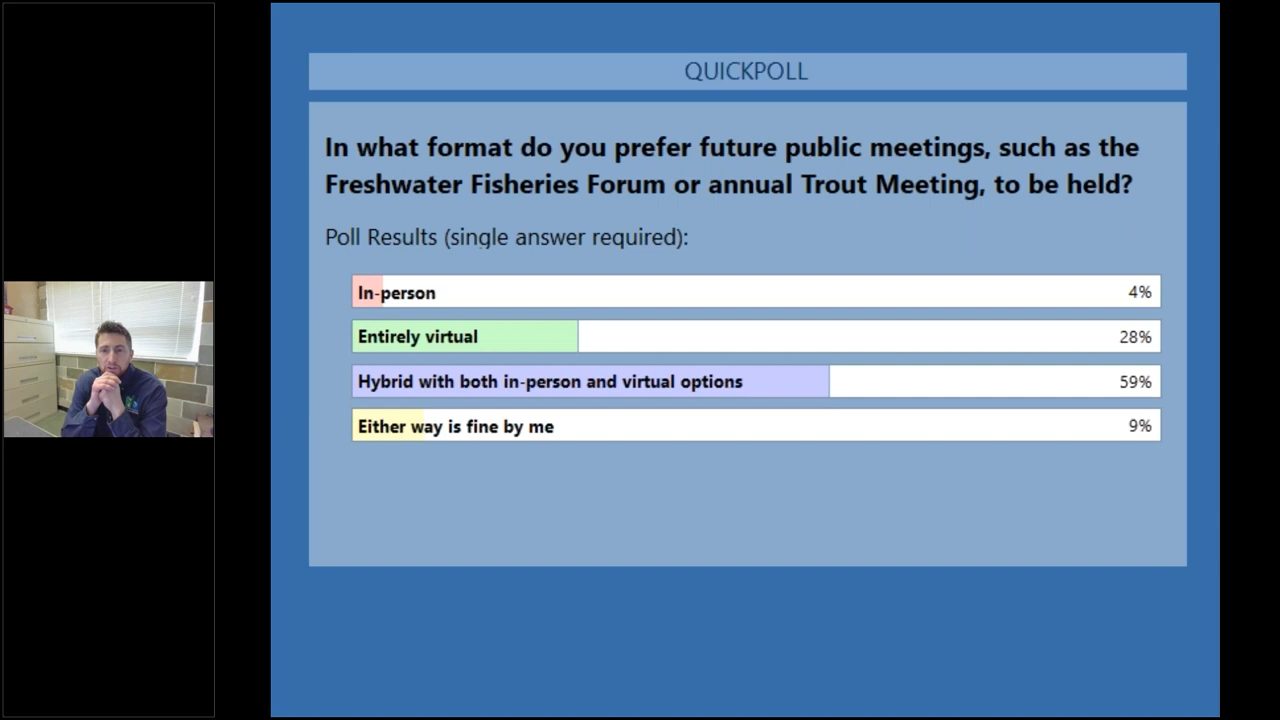 QUICKPOLL
In what format do you prefer future public meetings, such as the
Freshwater Fisheries Forum or annual Trout Meeting, to be held?
Poll Results (single answer required):
In-person 4%
Entirely virtual 28%
Hybrid with both in-person and virtual options 59%
Either way is fine by me 9%